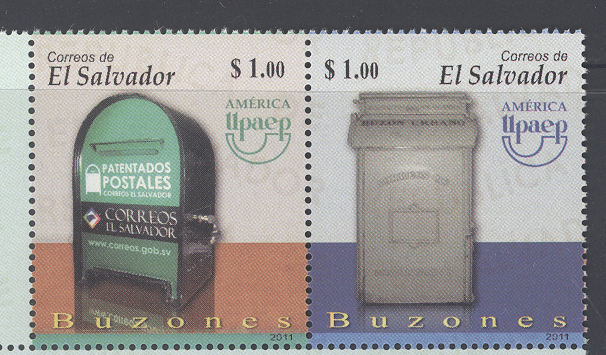 Correos de
El Salvador
$ 1.00
AMÉRICA
Upaep
PATENTADOS
POSTALES
CORREOS EL SALVADOR
CORREOS
EL SALVADOR
www.correos.gob.sv
Buzones
2011
$ 1.00
Correos de
El Salvador
AMÉRICA
Upaep
BUZON URBANO
Buzones
2011